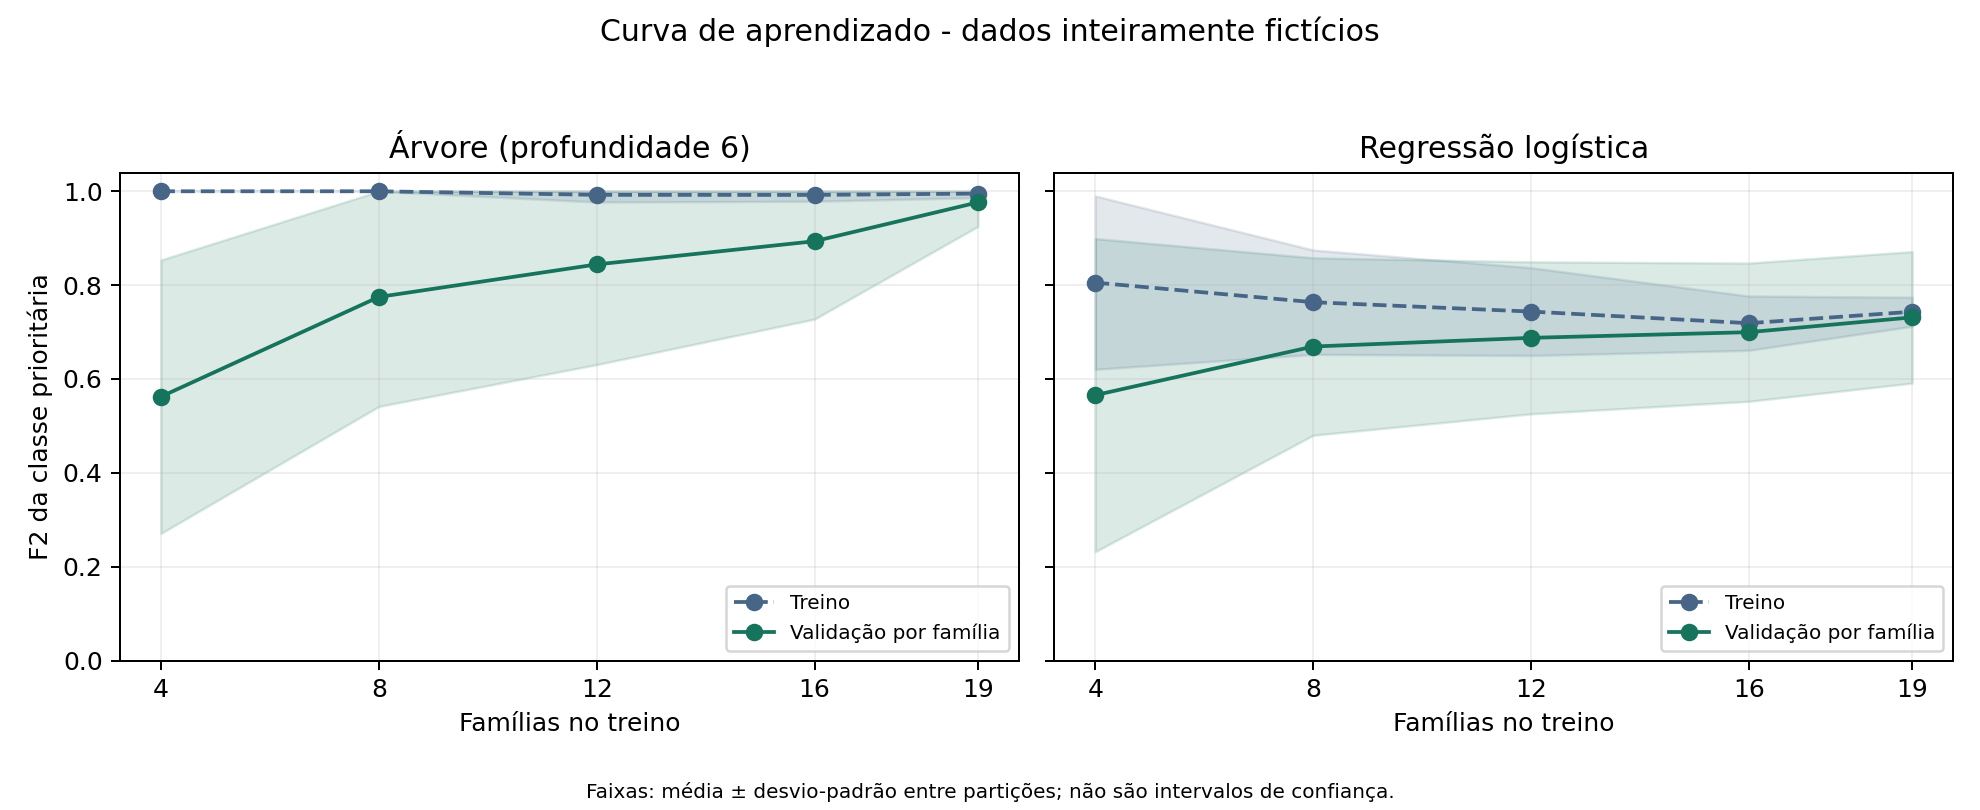 Curva de aprendizado - dados inteiramente fictícios
Árvore (profundidade 6)
F2 da classe prioritária
1.0
0.8
0.6
0.4
0.2
0.0
4 8 12 16 19
Famílias no treino
Treino
Validação por família
Regressão logística
4 8 12 16 19
Famílias no treino
Treino
Validação por família
Faixas: média ± desvio-padrão entre partições; não são intervalos de confiança.